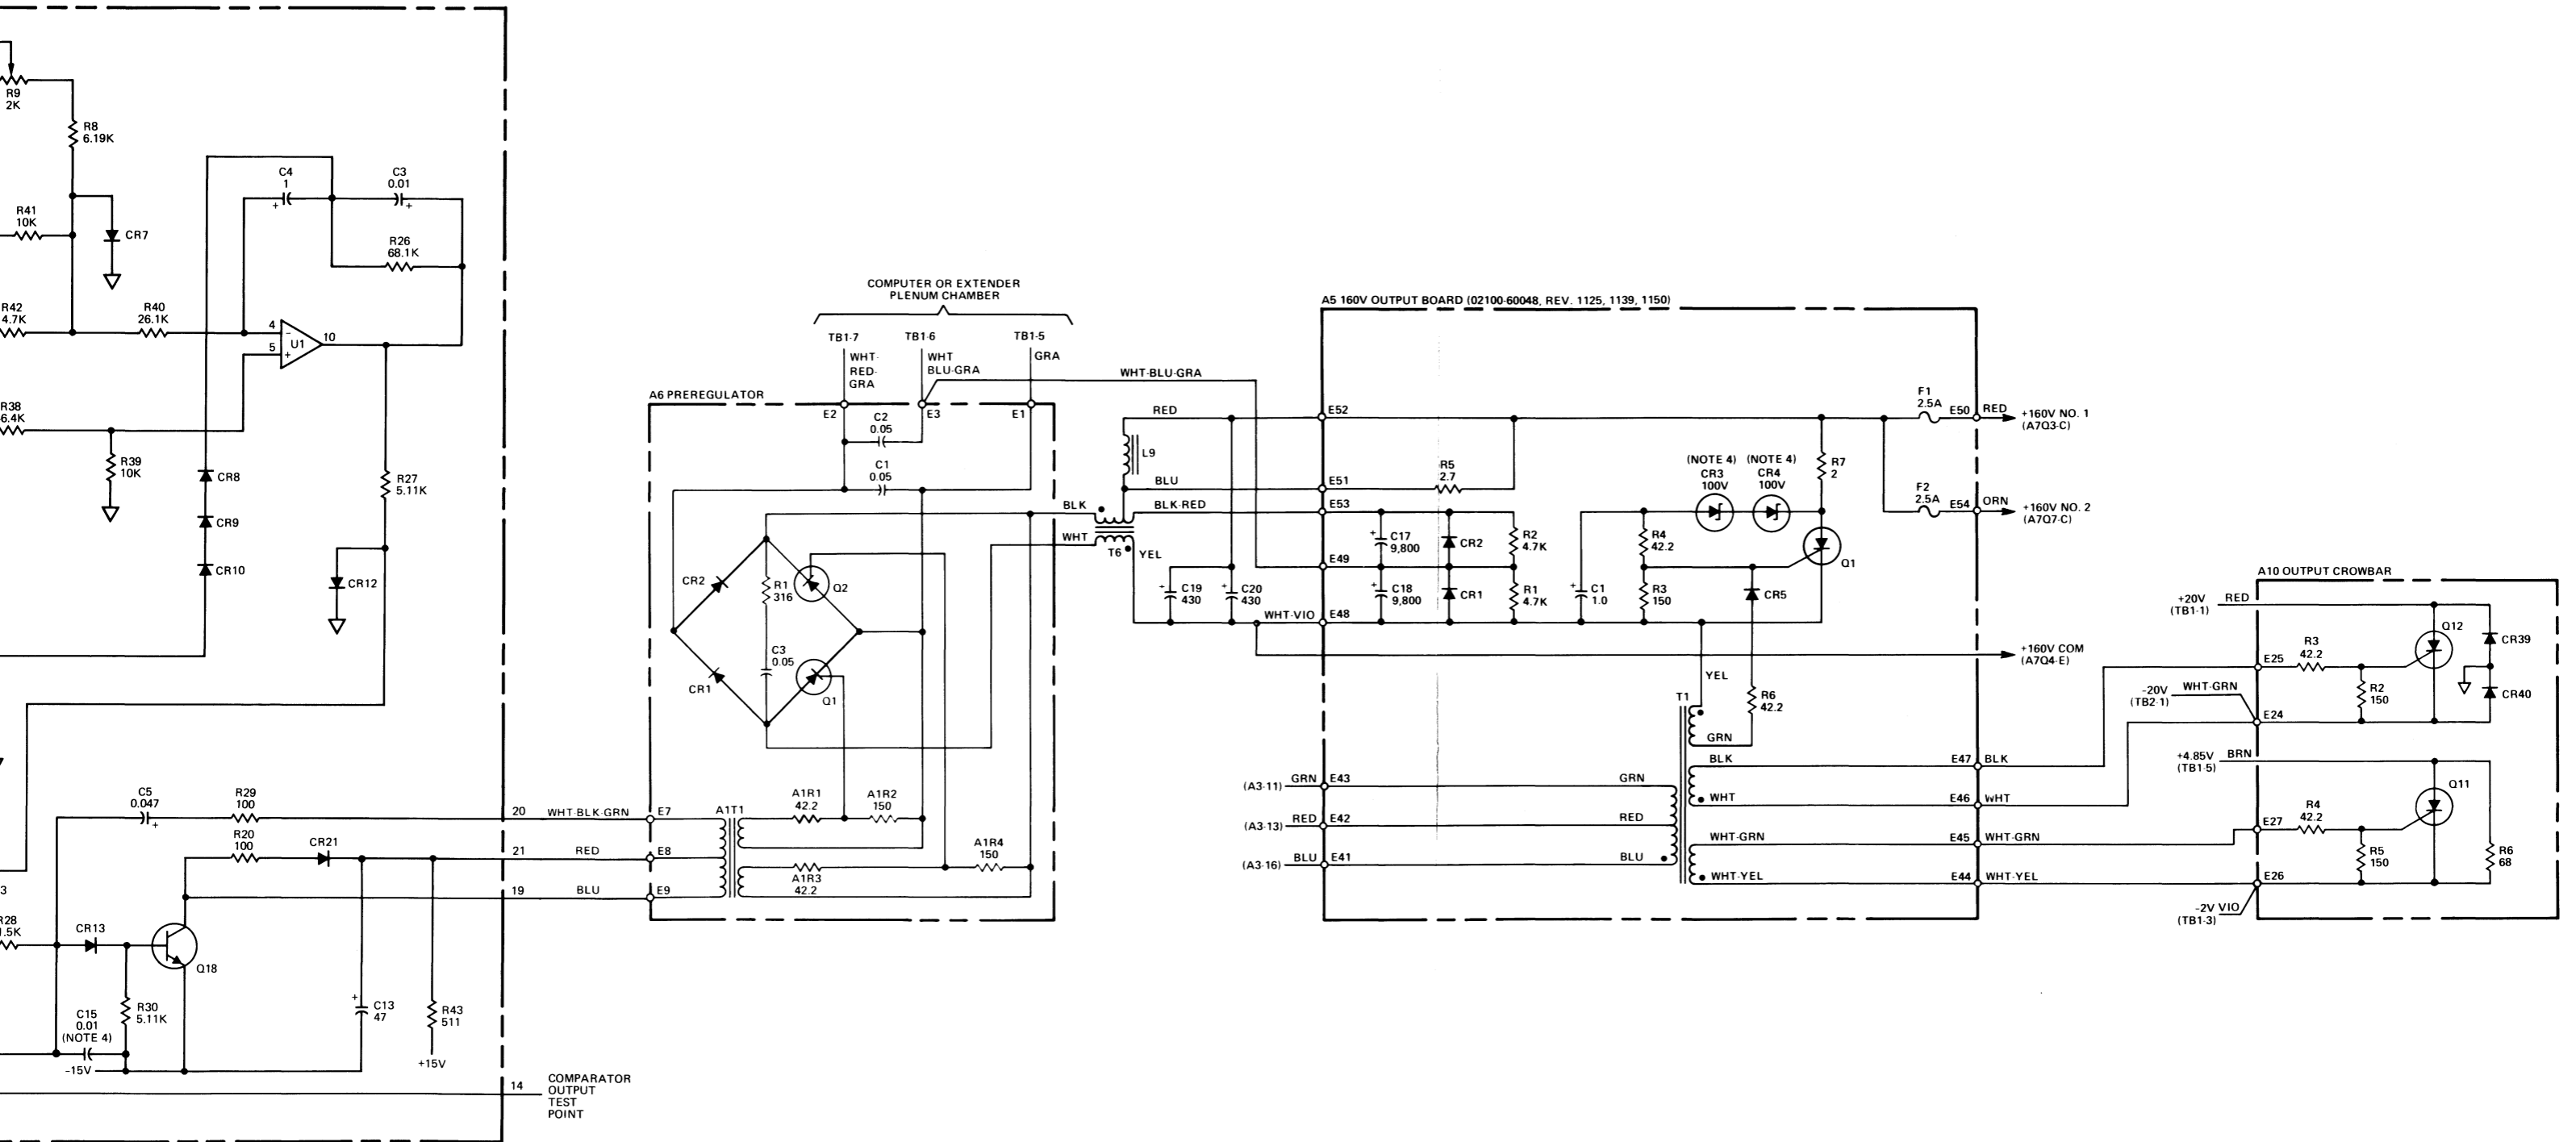 R9
2K
R8
6.19K
C4
1
+
C3
0.01
+
R41
10K
CR7
R26
68.1K
R42
4.7K
R40
26.1K
4
−
U1
10
5
+
R38
6.4K
R39
10K
CR8
R27
5.11K
CR9
CR10
CR12
C5
0.047
+
R29
100
R20
100
CR21
20
WHT-BLK-GRN
21
RED
19
BLU
3
R28
1.5K
CR13
Q18
R30
5.11K
C15
0.01
(NOTE 4)
-15V
+
C13
47
R43
511
+15V
14
COMPARATOR
OUTPUT
TEST
POINT
COMPUTER OR EXTENDER
PLENUM CHAMBER
TB1-7
TB1-6
TB1-5
WHT-
RED-
GRA
WHT
BLU-GRA
GRA
A6 PREREGULATOR
E2
E3
E1
C2
0.05
C1
0.05
CR2
R1
316
Q2
C3
0.05
CR1
Q1
E7
E8
E9
A1T1
A1R1
42.2
A1R2
150
A1R3
42.2
A1R4
150
WHT-BLU-GRA
RED
L9
BLU
BLK
BLK-RED
WHT
T6
YEL
+
C19
430
+
C20
430
WHT-VIO
A5 160V OUTPUT BOARD (02100-60048, REV. 1125, 1139, 1150)
E52
E51
E53
E49
E48
R5
2.7
+
C17
9,800
CR2
R2
4.7K
+
C18
9,800
CR1
R1
4.7K
+
C1
1.0
R4
42.2
R3
150
(NOTE 4)
CR3
100V
(NOTE 4)
CR4
100V
R7
2
Q1
CR5
F1
2.5A
E50
RED
+160V NO. 1
(A7Q3-C)
F2
2.5A
E54
ORN
+160V NO. 2
(A7Q7-C)
+160V COM
(A7Q4-E)
YEL
T1
R6
42.2
GRN
(A3-11)
GRN
E43
GRN
(A3-13)
RED
E42
RED
(A3-16)
BLU
E41
BLU
BLK
E47
BLK
WHT
E46
WHT
WHT-GRN
E45
WHT-GRN
WHT-YEL
E44
WHT-YEL
A10 OUTPUT CROWBAR
+20V
(TB1-1)
RED
R3
42.2
Q12
CR39
E25
-20V
(TB2-1)
WHT-GRN
R2
150
CR40
E24
+4.85V
(TB1-5)
BRN
Q11
E27
R4
42.2
R5
150
R6
68
E26
-2V
(TB1-3)
VIO